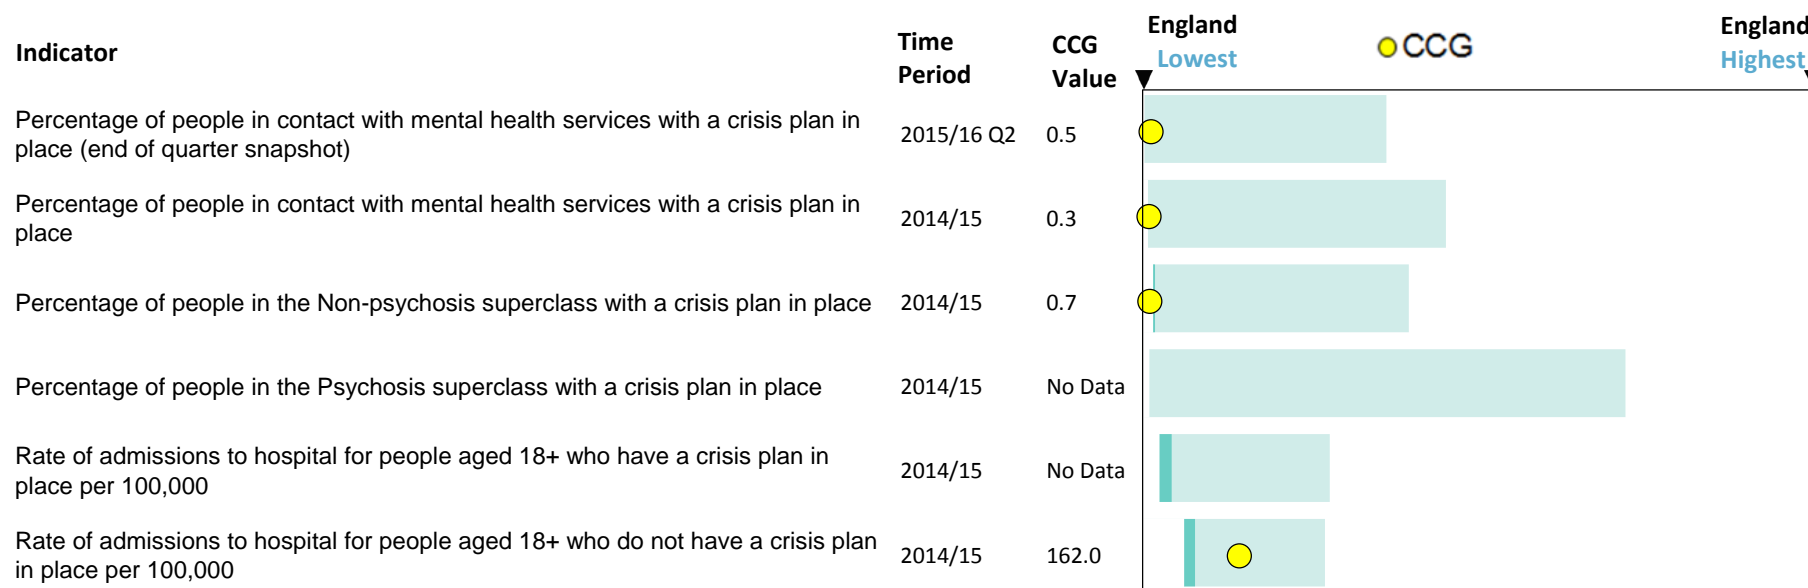 Indicator
Time
Period
CCG
Value
England
Lowest
CCG
England
Highest
Percentage of people in contact with mental health services with a crisis plan in
place (end of quarter snapshot)
2015/16 Q2
0.5
Percentage of people in contact with mental health services with a crisis plan in
place
2014/15
0.3
Percentage of people in the Non-psychosis superclass with a crisis plan in place
2014/15
0.7
Percentage of people in the Psychosis superclass with a crisis plan in place
2014/15
No Data
Rate of admissions to hospital for people aged 18+ who have a crisis plan in
place per 100,000
2014/15
No Data
Rate of admissions to hospital for people aged 18+ who do not have a crisis plan
in place per 100,000
2014/15
162.0